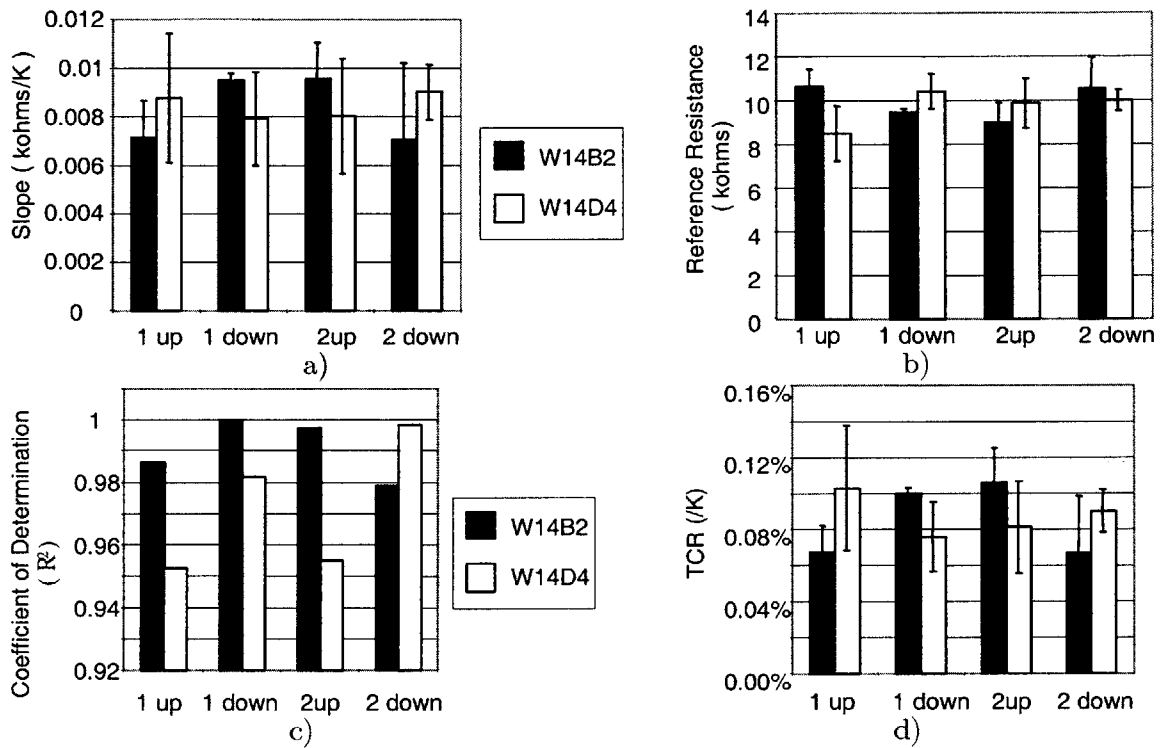 0.012
0.01
0.008
0.006
0.004
0.002
0
Slope ( kohms/K)
1 up 1 down 2up 2 down
a)
W14B2
W14D4
14
12
10
8
6
4
2
0
Reference Resistance
( kohms)
1 up 1 down 2up 2 down
b)
1
0.98
0.96
0.94
0.92
Coefficient of Determination
( R²)
1 up 1 down 2up 2 down
c)
W14B2
W14D4
0.16%
0.12%
0.08%
0.04%
0.00%
TCR (/K)
1 up 1 down 2up 2 down
d)